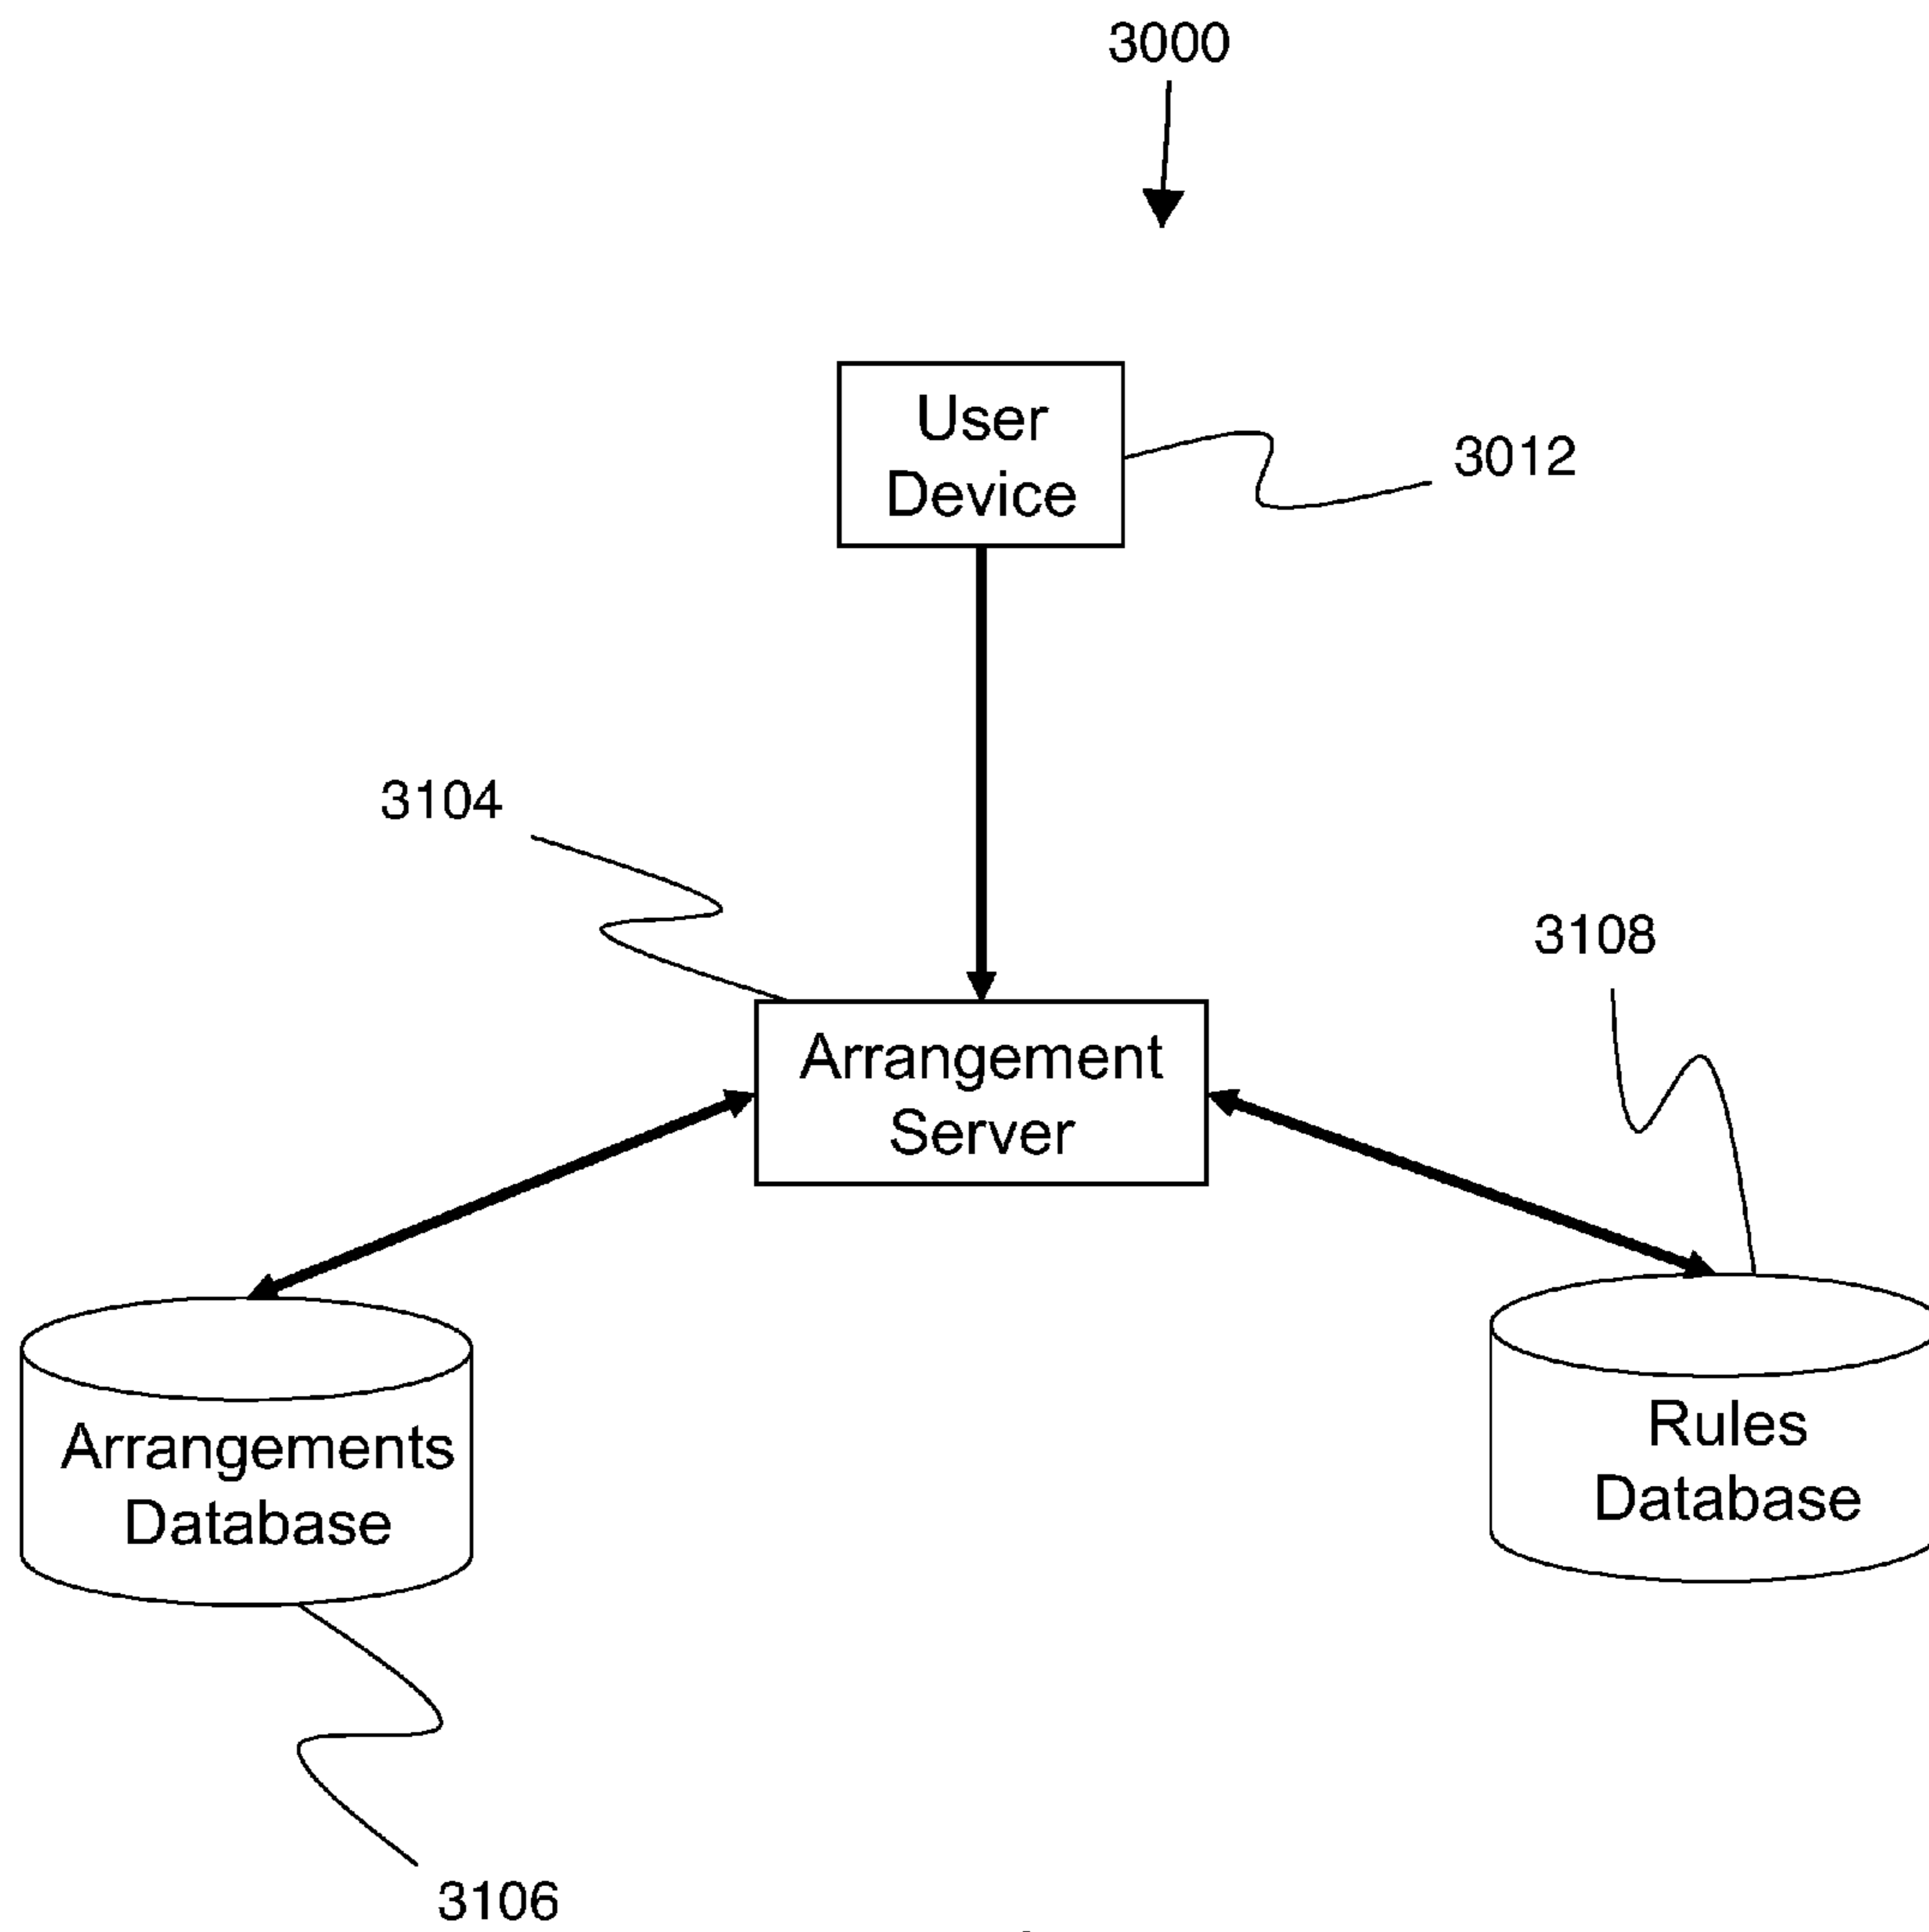 3000
User
Device
3012
3104
3108
Arrangement
Server
Arrangements
Database
Rules
Database
3106